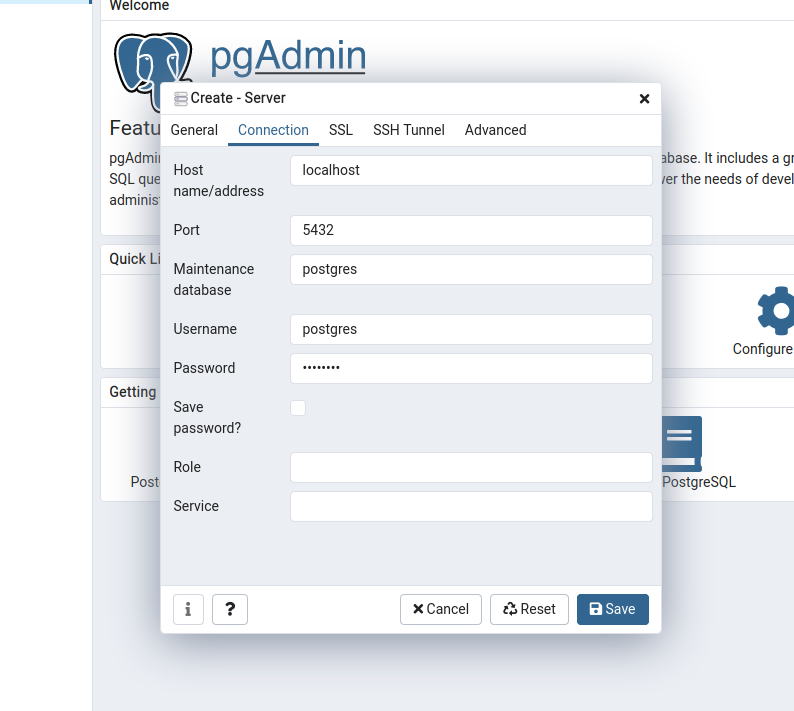 Welcome
pgAdmin
Create - Server
Featu
General Connection SSL SSH Tunnel Advanced
pgAdmi
abase. It includes a gr
SQL que
ver the needs of devel
adminis
Host
name/address
localhost
Port 5432
Quick Li
Maintenance
database
postgres
Username postgres
Configure
Password ••••••••
Getting
Save
password?
Role
Post
PostgreSQL
Service
i ? Cancel Reset Save